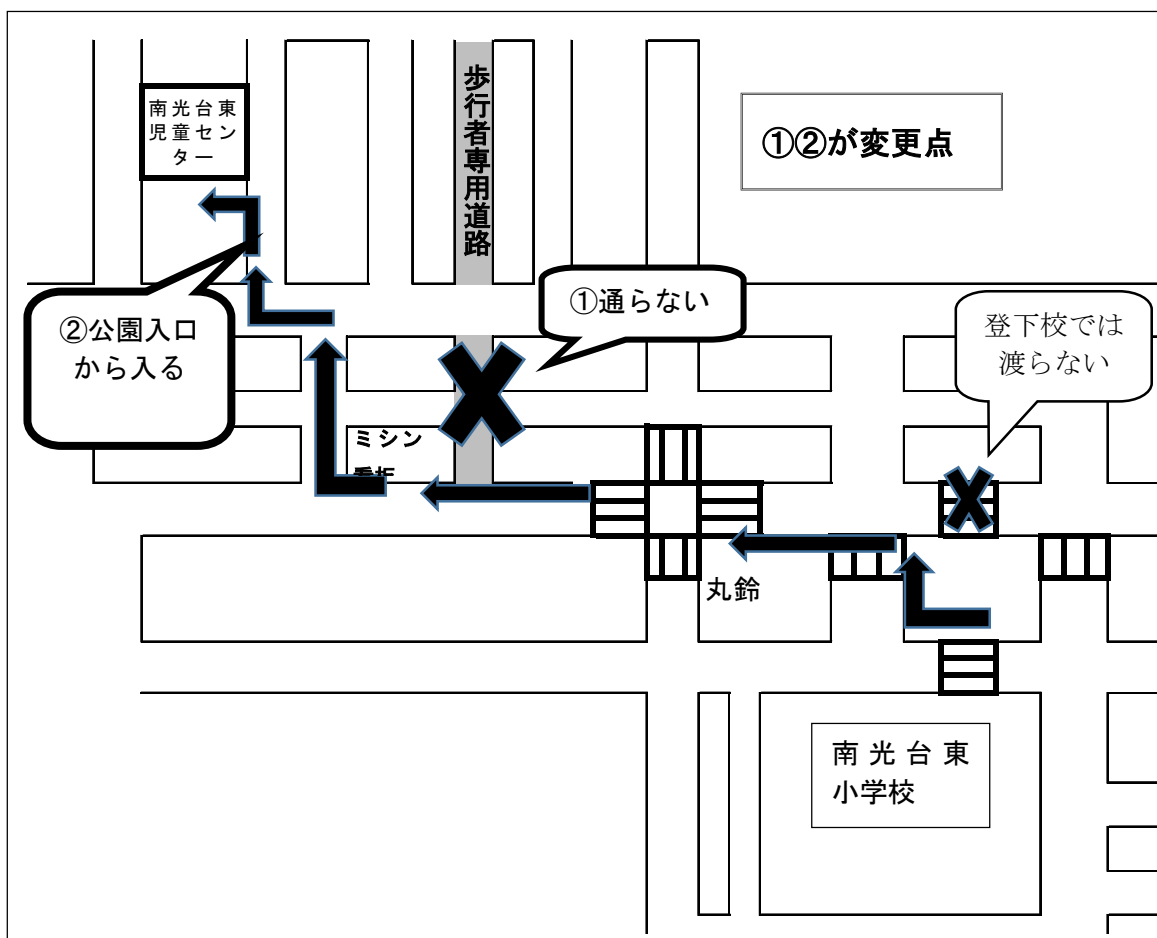 南光台東
児童セン
ター
歩行者専用道路
①②が変更点
①通らない
②公園入口
から入る
登下校では
渡らない
ミシン
看板
丸鈴
南光台東
小学校